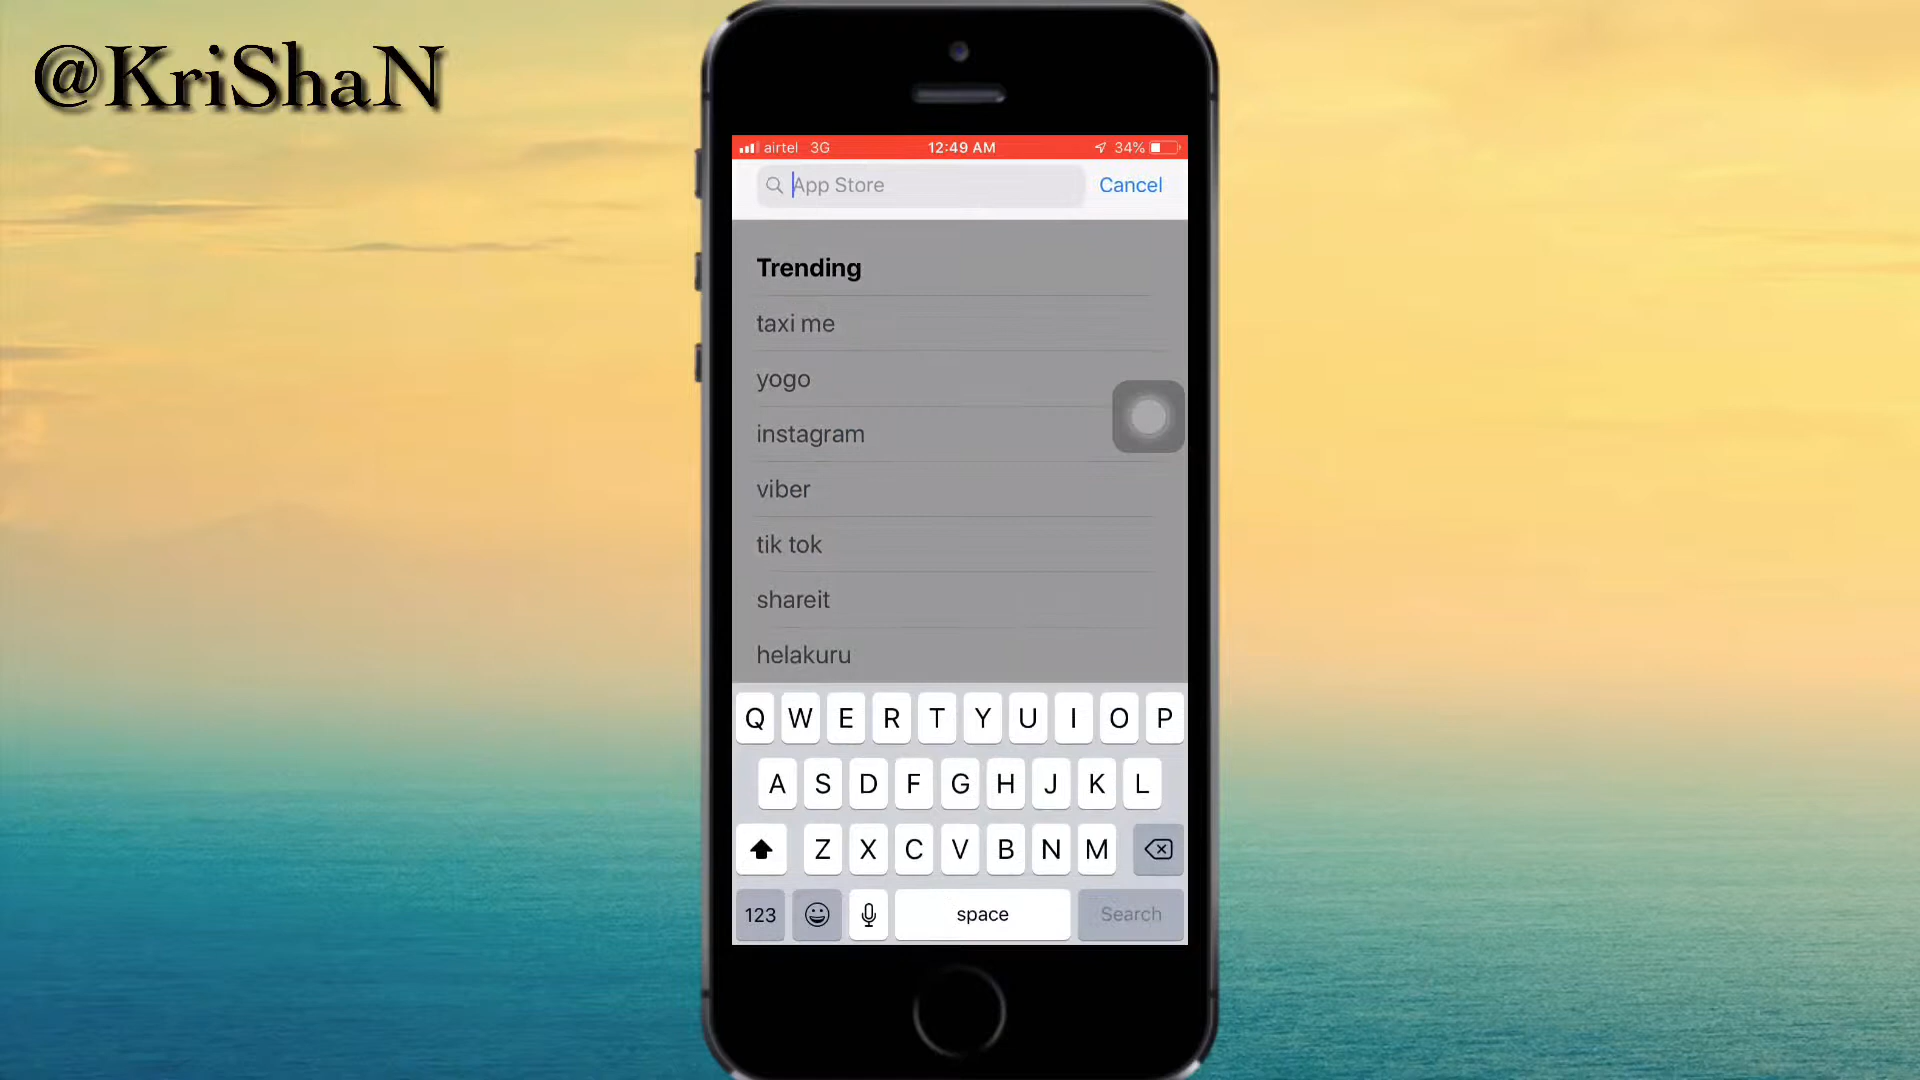 @KriShaN
airtel 3G 12:49 AM 34%
App Store Cancel
Trending
taxi me
yogo
instagram
viber
tik tok
shareit
helakuru
Q W E R T Y U I O P
A S D F G H J K L
Z X C V B N M
123 space Search